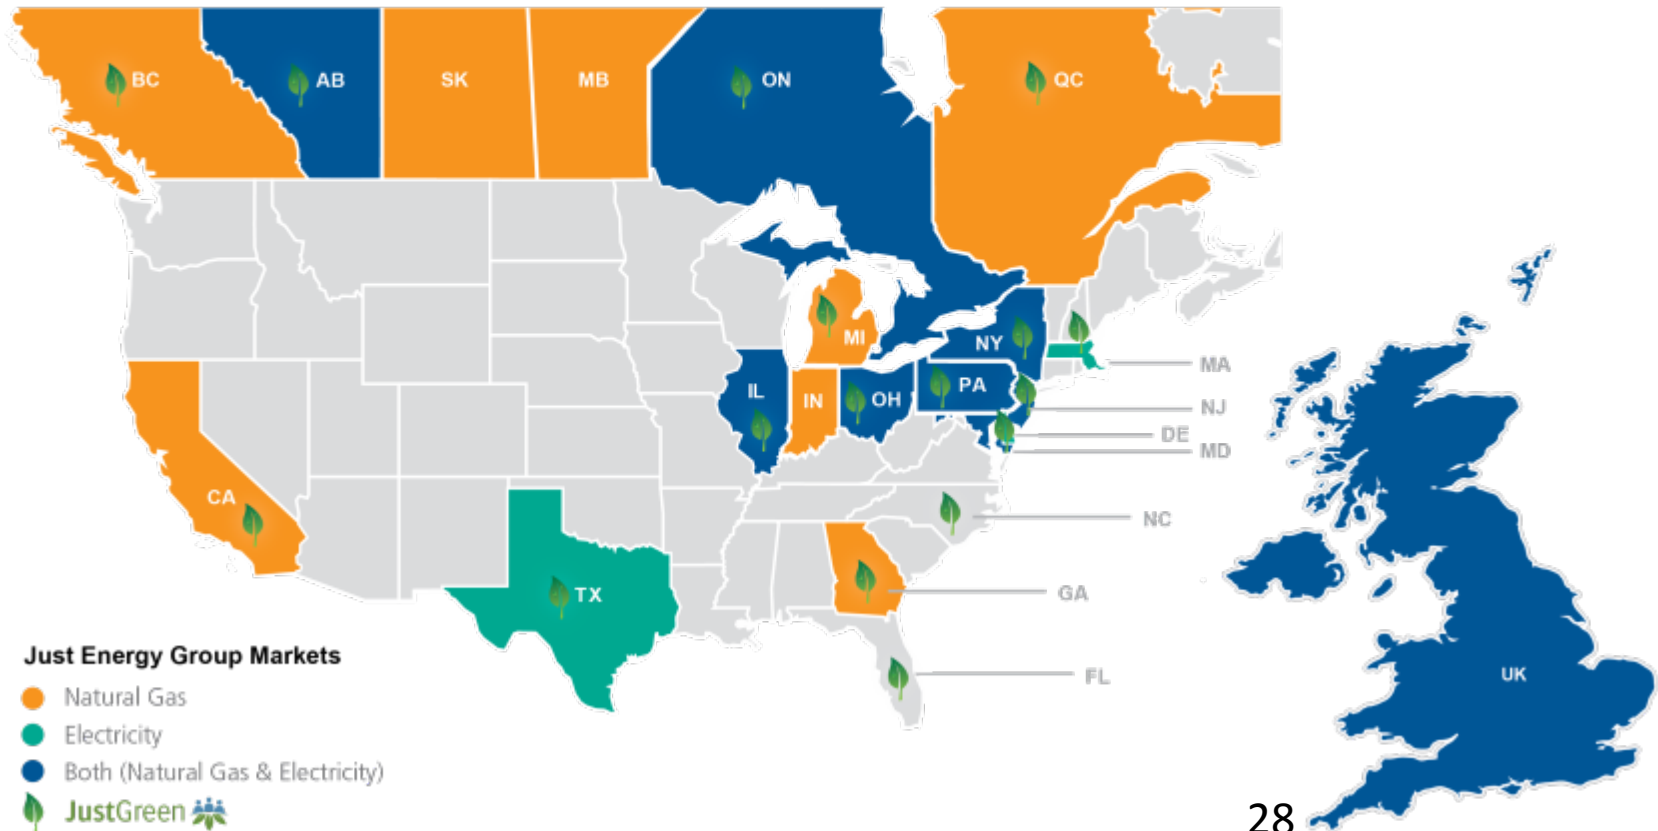 BC
AB
SK
MB
ON
QC
MI
NY
MA
IL
IN
OH
PA
NJ
DE
MD
CA
NC
TX
GA
FL
UK
Just Energy Group Markets
Natural Gas
Electricity
Both (Natural Gas & Electricity)
JustGreen
28